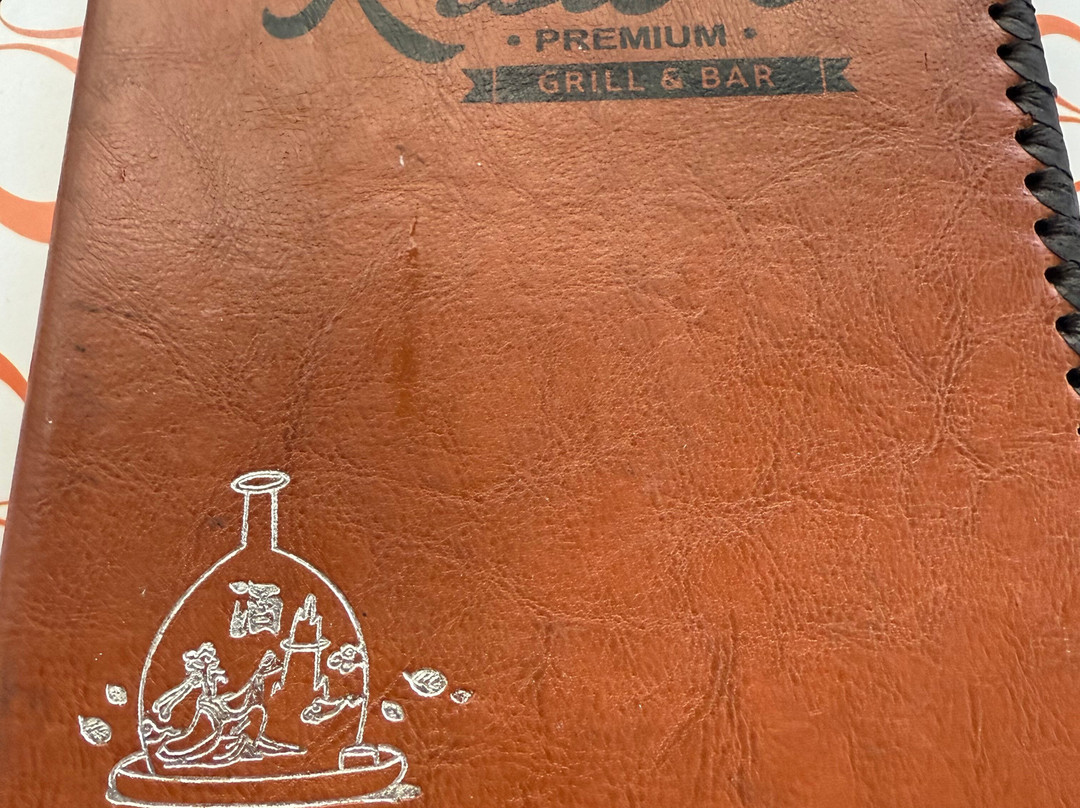 • PREMIUM •
GRILL & BAR
酒